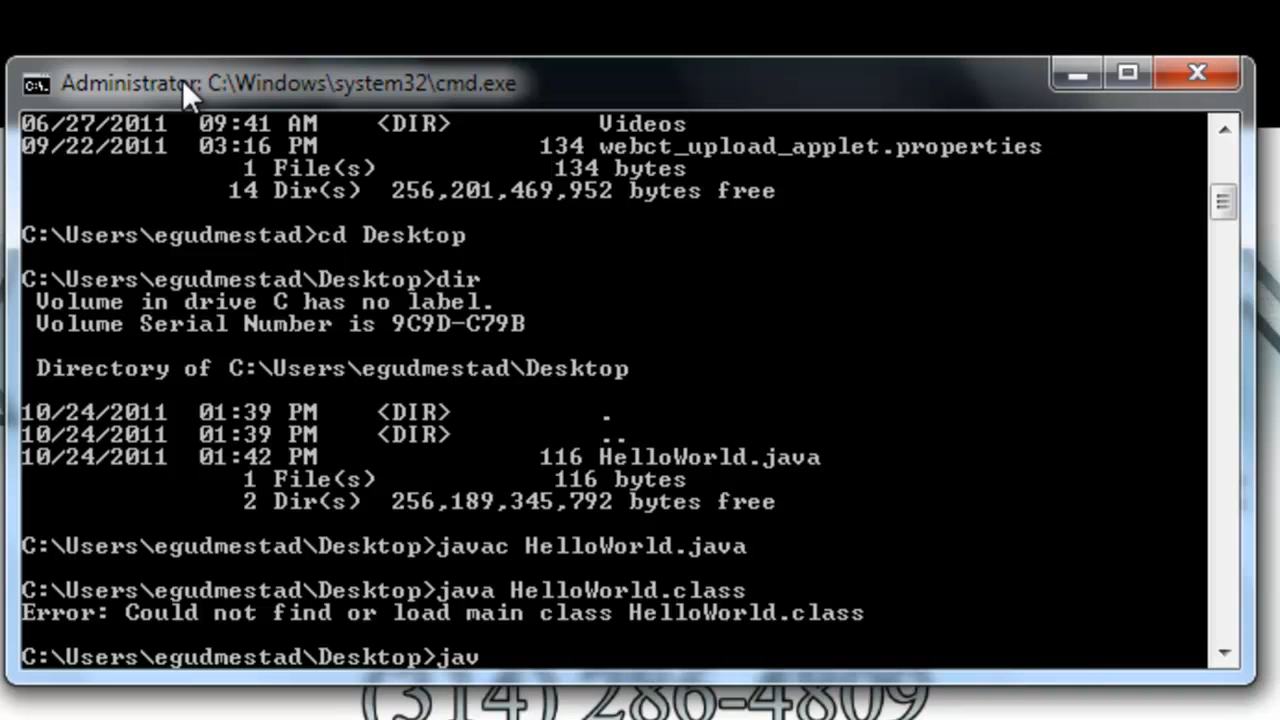 Administrator: C:\Windows\system32\cmd.exe
06/27/2011 09:41 AM <DIR> Videos
09/22/2011 03:16 PM 134 webct_upload_applet.properties
1 File(s) 134 bytes
14 Dir(s) 256,201,469,952 bytes free
C:\Users\egudmestad>cd Desktop
C:\Users\egudmestad\Desktop>dir
Volume in drive C has no label.
Volume Serial Number is 9C9D-C79B
Directory of C:\Users\egudmestad\Desktop
10/24/2011 01:39 PM <DIR> .
10/24/2011 01:39 PM <DIR> ..
10/24/2011 01:42 PM 116 HelloWorld.java
1 File(s) 116 bytes
2 Dir(s) 256,189,345,792 bytes free
C:\Users\egudmestad\Desktop>javac HelloWorld.java
C:\Users\egudmestad\Desktop>java HelloWorld.class
Error: Could not find or load main class HelloWorld.class
C:\Users\egudmestad\Desktop>jav
(314) 286-4809